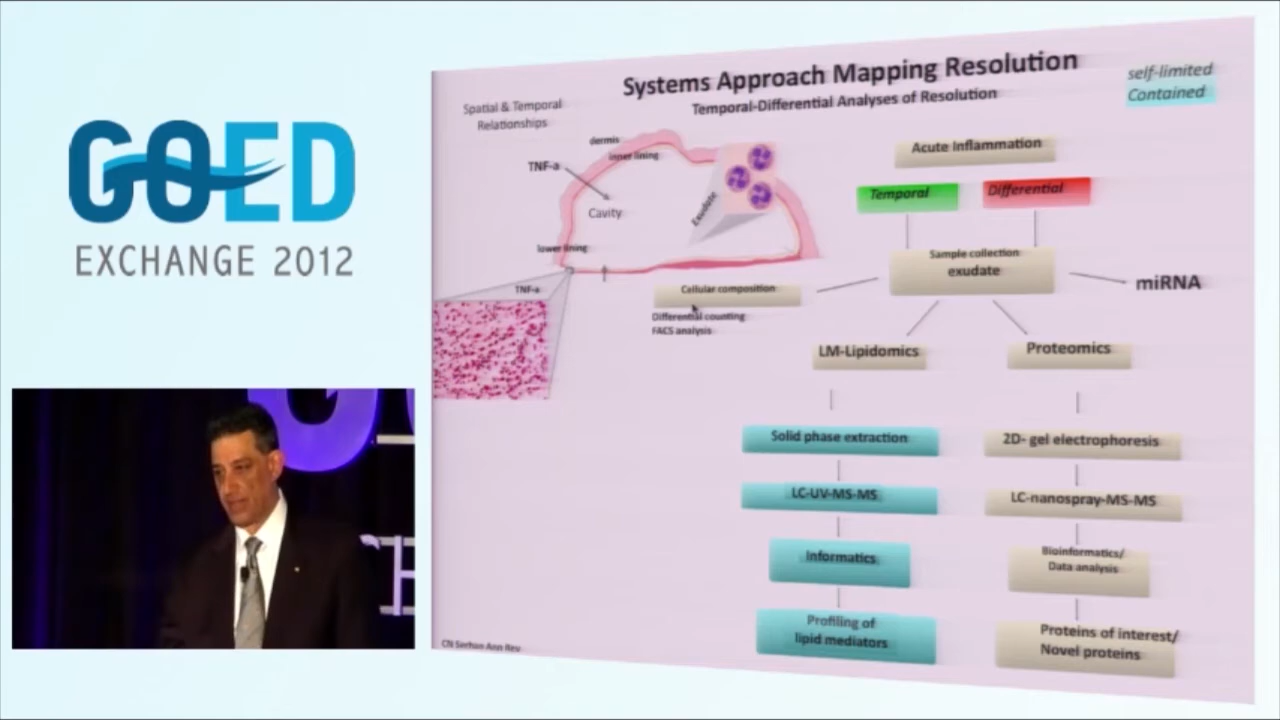 GOED
EXCHANGE 2012
Systems Approach Mapping Resolution
Temporal-Differential Analyses of Resolution
self-limited
Contained
Spatial & Temporal
Relationships
dermis
inner lining
TNF-a
Cavity
Exudate
lower lining
TNF-a
Acute Inflammation
Temporal
Differential
Sample collection
exudate
miRNA
Cellular composition
Differential counting
FACS analysis
LM-Lipidomics
Proteomics
Solid phase extraction
2D- gel electrophoresis
LC-UV-MS-MS
LC-nanospray-MS-MS
Informatics
Bioinformatics/
Data analysis
Profiling of
lipid mediators
Proteins of interest/
Novel proteins
CN Serhan Ann Rev